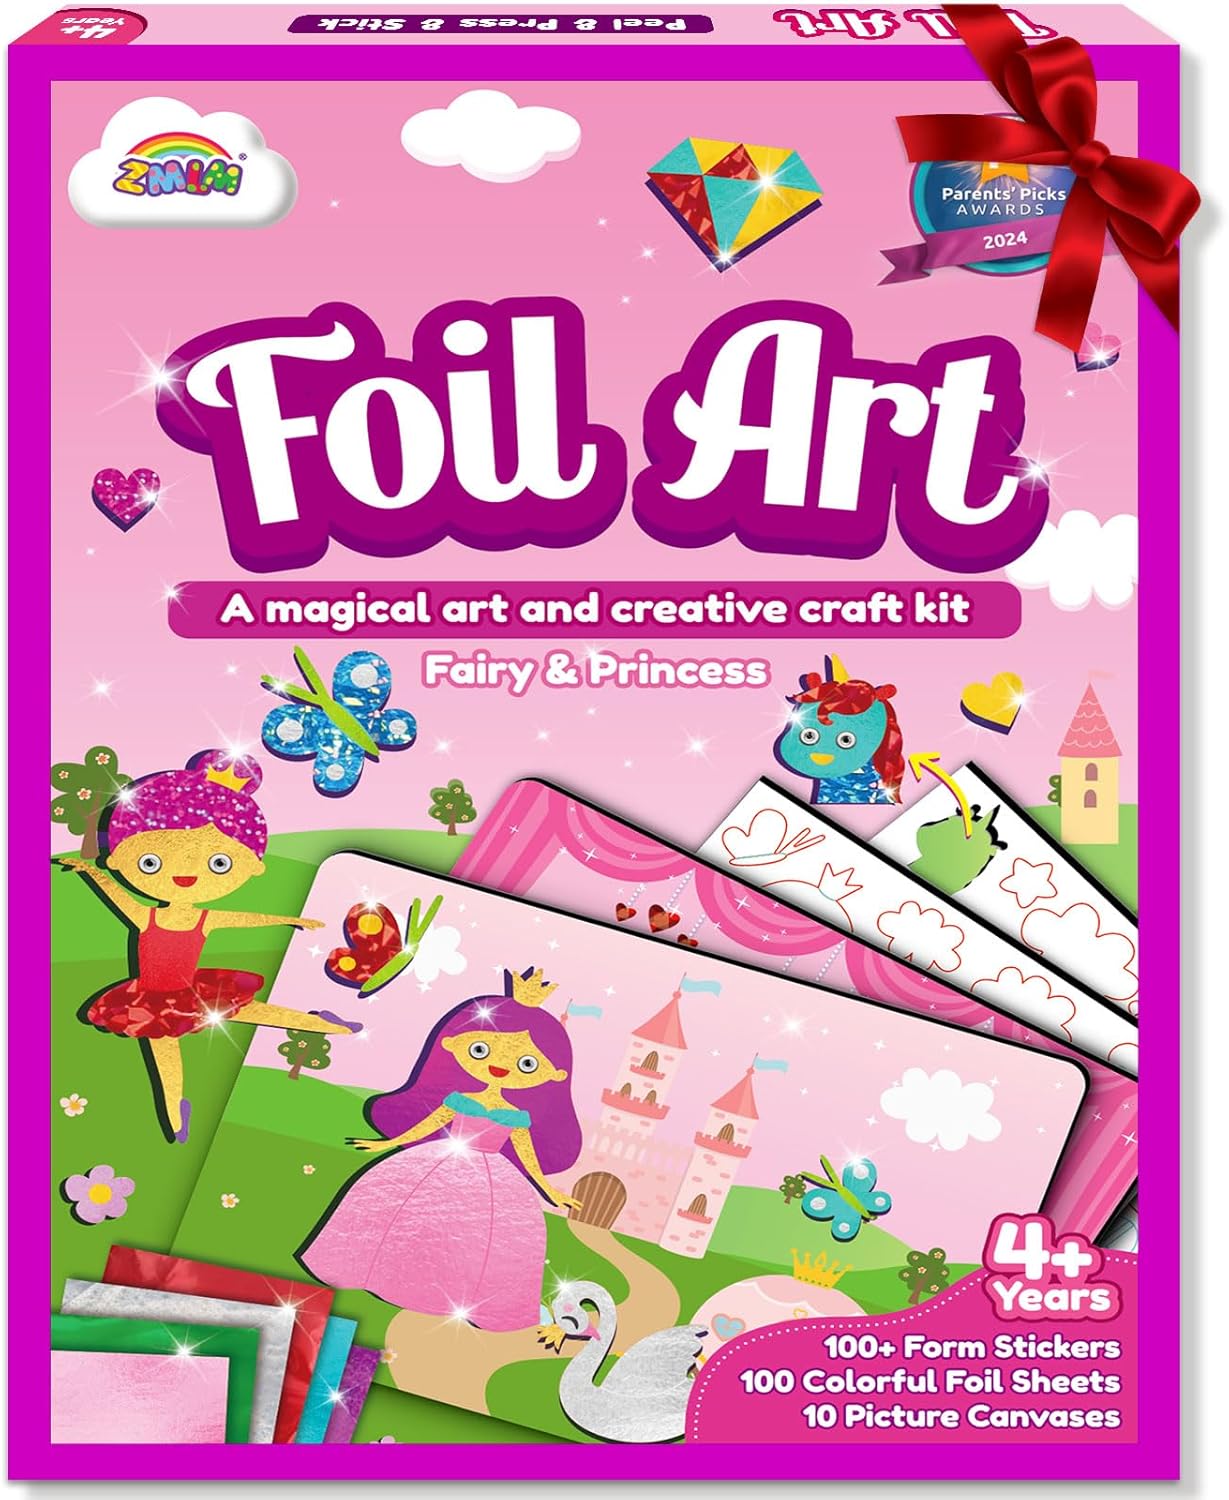 4+
Years
Peel & Press & Stick
Foil Art
ZMLM®
Parents' Picks
AWARDS
2024
Foil Art
A magical art and creative craft kit
Fairy & Princess
4+
Years
100+ Form Stickers
100 Colorful Foil Sheets
10 Picture Canvases